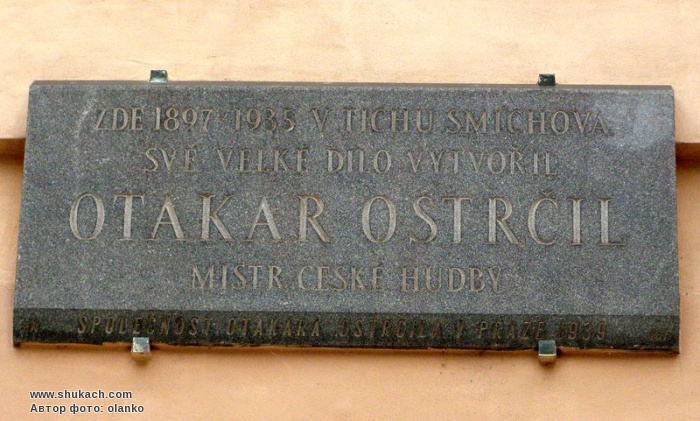 ZDE 1897-1935 V TICHU SMÍCHOVA
SVÉ VELKÉ DÍLO VYTVOŘIL
OTAKAR OSTRČIL
MISTR ČESKÉ HUDBY
SPOLEČNOST OTAKARA OSTRČILA V PRAZE 1939
www.shukach.com
Автор фото: olanko